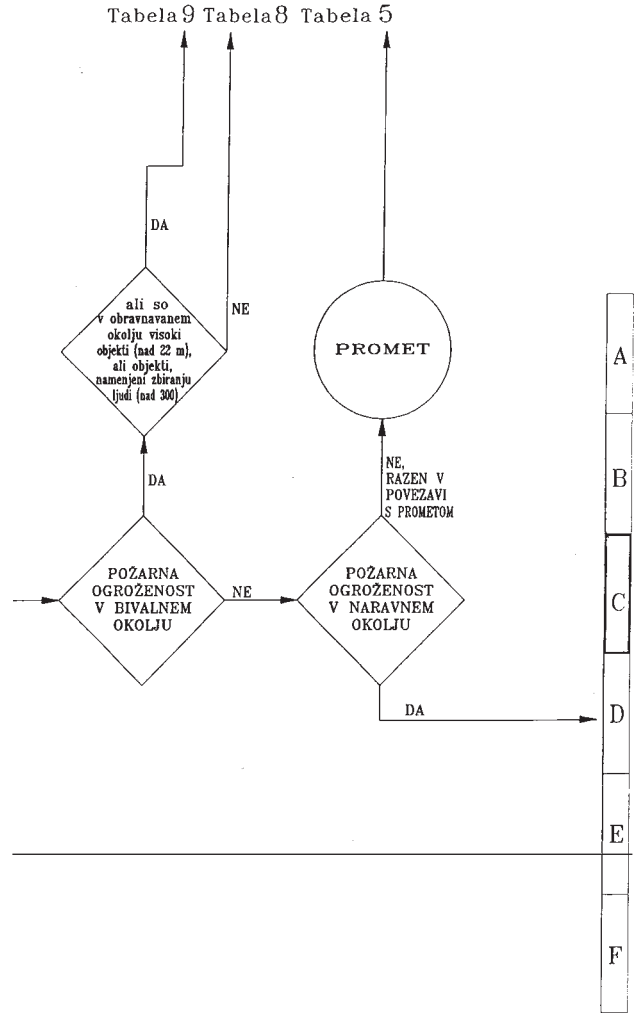 Tabela 9 Tabela 8 Tabela 5
DA
NE
ali so
v obravnavanem
okolju visoki
objekti (nad 22 m),
ali objekti,
namenjeni zbiranju
ljudi (nad 300)
PROMET
DA
NE,
RAZEN V
POVEZAVI
S PROMETOM
POŽARNA
OGROŽENOST
V BIVALNEM
OKOLJU
NE
POŽARNA
OGROŽENOST
V NARAVNEM
OKOLJU
DA
A
B
C
D
E
F